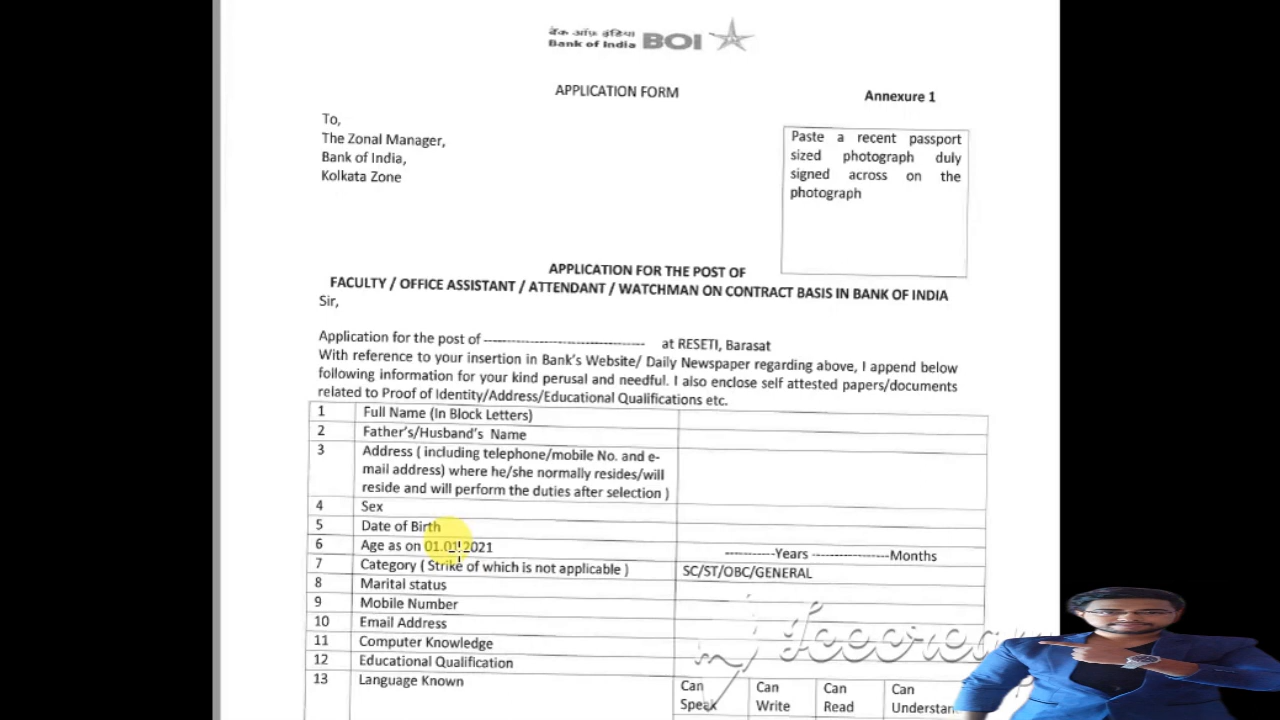 बैंक ऑफ़ इंडिया
Bank of India BOI
APPLICATION FORM
Annexure 1
To,
The Zonal Manager,
Bank of India,
Kolkata Zone
Paste a recent passport
sized photograph duly
signed across on the
photograph
APPLICATION FOR THE POST OF
FACULTY / OFFICE ASSISTANT / ATTENDANT / WATCHMAN ON CONTRACT BASIS IN BANK OF INDIA
Sir,
Application for the post of ------------------------------------ at RESETI, Barasat
With reference to your insertion in Bank's Website/ Daily Newspaper regarding above, I append below
following information for your kind perusal and needful. I also enclose self attested papers/documents
related to Proof of Identity/Address/Educational Qualifications etc.
1 Full Name (In Block Letters)
2 Father's/Husband's Name
3 Address ( including telephone/mobile No. and e-
mail address) where he/she normally resides/will
reside and will perform the duties after selection )
4 Sex
5 Date of Birth
6 Age as on 01.01.2021 -----------Years -----------------Months
7 Category ( Strike of which is not applicable ) SC/ST/OBC/GENERAL
8 Marital status
9 Mobile Number
10 Email Address
11 Computer Knowledge
12 Educational Qualification
13 Language Known
Can Speak
Can Write
Can Read
Can Understan